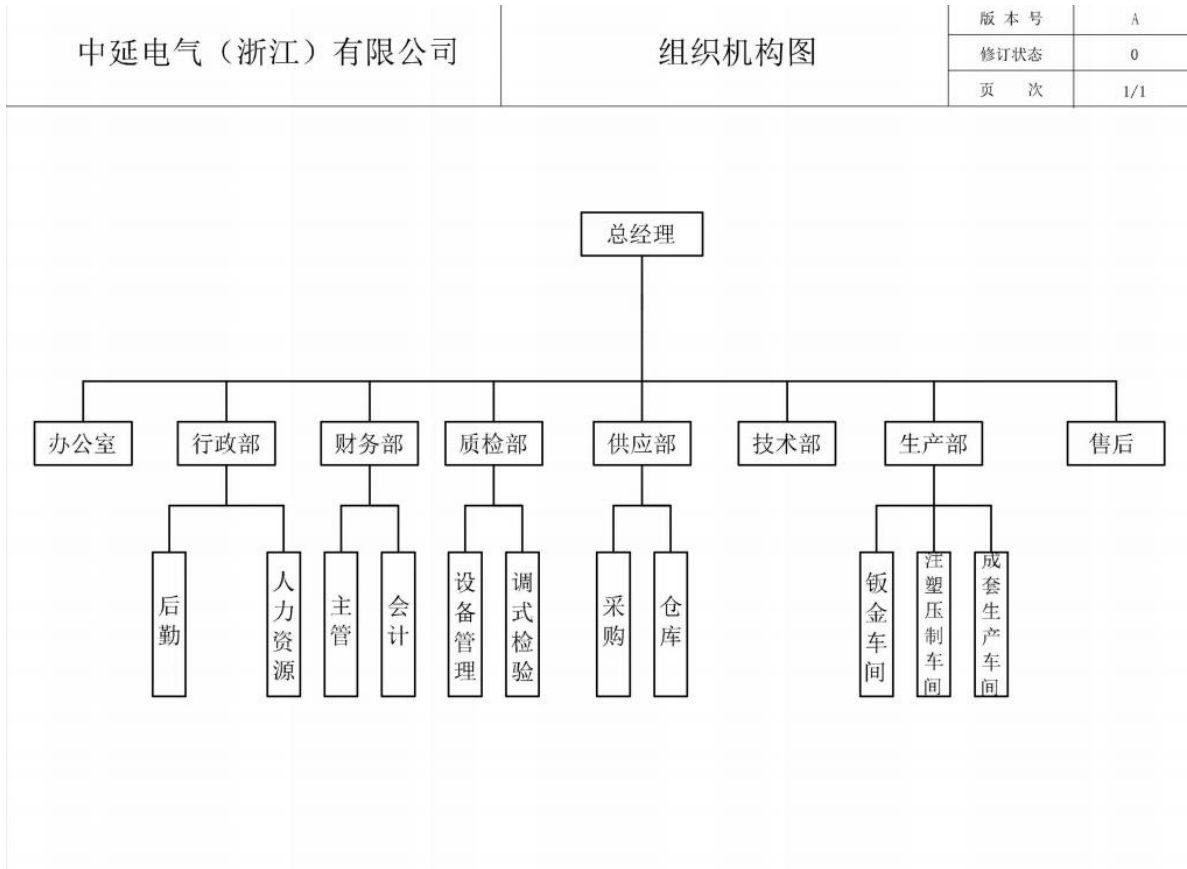 中延电气（浙江）有限公司
组织机构图
版本号 A
修订状态 0
页 次 1/1
总经理
办公室
行政部
财务部
质检部
供应部
技术部
生产部
售后
后勤
人力资源
主管
会计
设备管理
调式检验
采购
仓库
钣金车间
注塑压制车间
成套生产车间